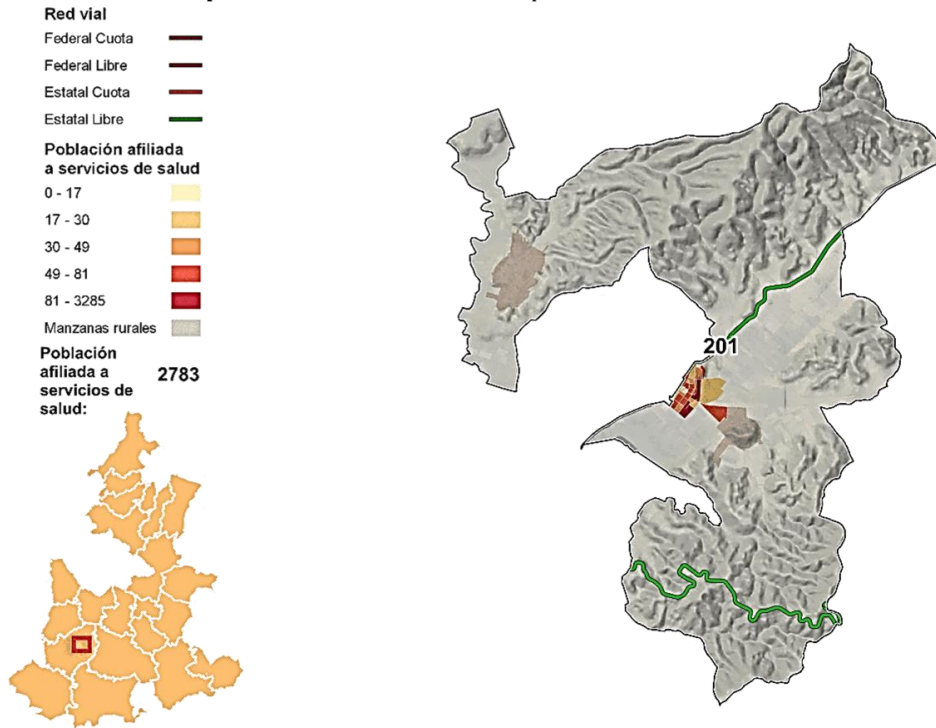 Red vial
Federal Cuota
Federal Libre
Estatal Cuota
Estatal Libre
Población afiliada
a servicios de salud
0 - 17
17 - 30
30 - 49
49 - 81
81 - 3285
Manzanas rurales
Población
afiliada a
servicios de
salud:
2783
201